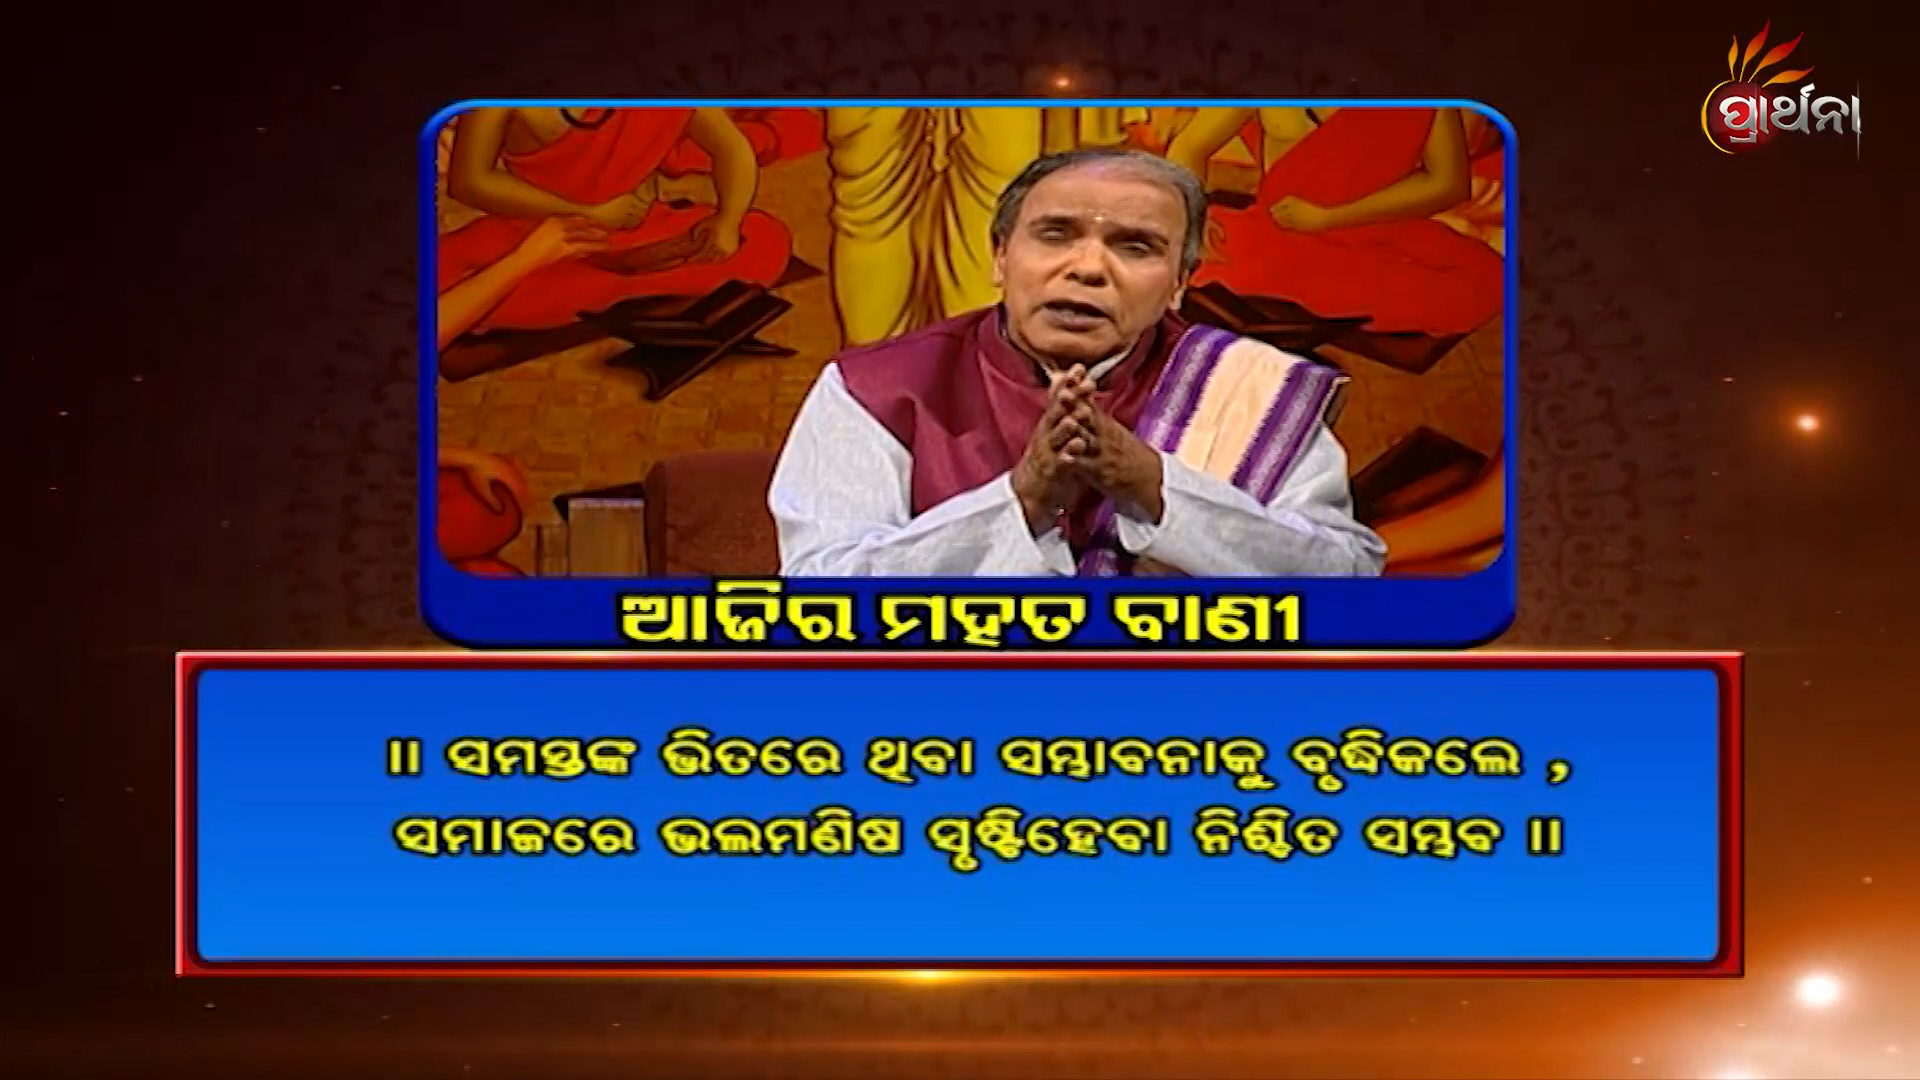 ପ୍ରାର୍ଥନା
ଆଜିର ମହତ ବାଣୀ
॥ ସମସ୍ତଙ୍କ ଭିତରେ ଥିବା ସମ୍ଭାବନାକୁ ବୃଦ୍ଧିକଲେ ,
ସମାଜରେ ଭଲମଣିଷ ସୃଷ୍ଟିହେବା ନିଶ୍ଚିତ ସମ୍ଭବ ॥